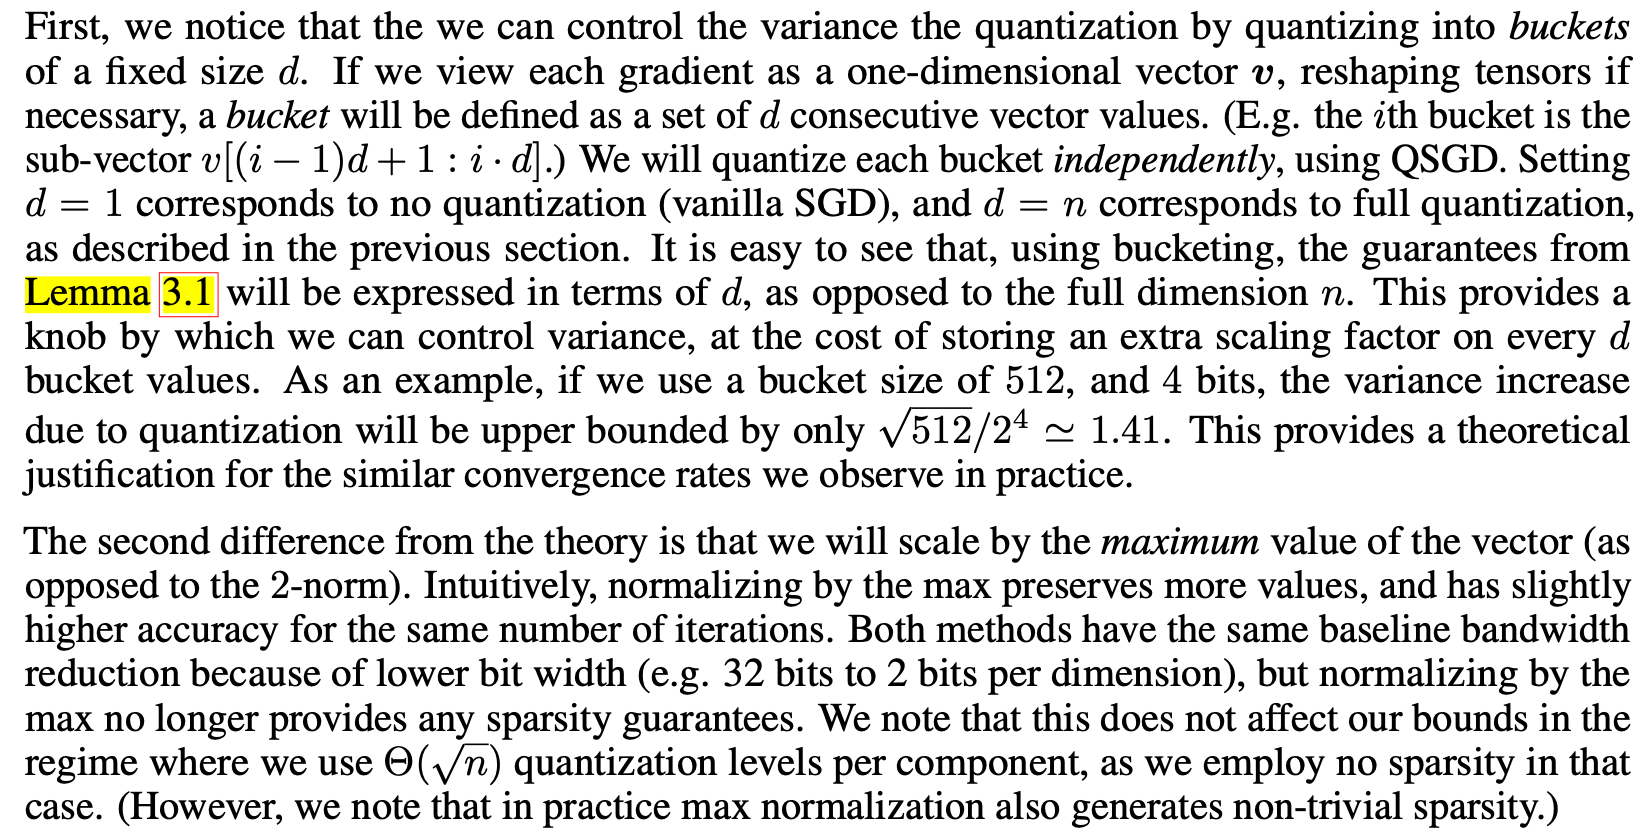 First, we notice that the we can control the variance the quantization by quantizing into buckets
of a fixed size d. If we view each gradient as a one-dimensional vector v, reshaping tensors if
necessary, a bucket will be defined as a set of d consecutive vector values. (E.g. the ith bucket is the
sub-vector v[(i − 1)d + 1 : i · d].) We will quantize each bucket independently, using QSGD. Setting
d = 1 corresponds to no quantization (vanilla SGD), and d = n corresponds to full quantization,
as described in the previous section. It is easy to see that, using bucketing, the guarantees from
Lemma 3.1 will be expressed in terms of d, as opposed to the full dimension n. This provides a
knob by which we can control variance, at the cost of storing an extra scaling factor on every d
bucket values. As an example, if we use a bucket size of 512, and 4 bits, the variance increase
due to quantization will be upper bounded by only √512/2⁴ ≃ 1.41. This provides a theoretical
justification for the similar convergence rates we observe in practice.
The second difference from the theory is that we will scale by the maximum value of the vector (as
opposed to the 2-norm). Intuitively, normalizing by the max preserves more values, and has slightly
higher accuracy for the same number of iterations. Both methods have the same baseline bandwidth
reduction because of lower bit width (e.g. 32 bits to 2 bits per dimension), but normalizing by the
max no longer provides any sparsity guarantees. We note that this does not affect our bounds in the
regime where we use Θ(√n) quantization levels per component, as we employ no sparsity in that
case. (However, we note that in practice max normalization also generates non-trivial sparsity.)